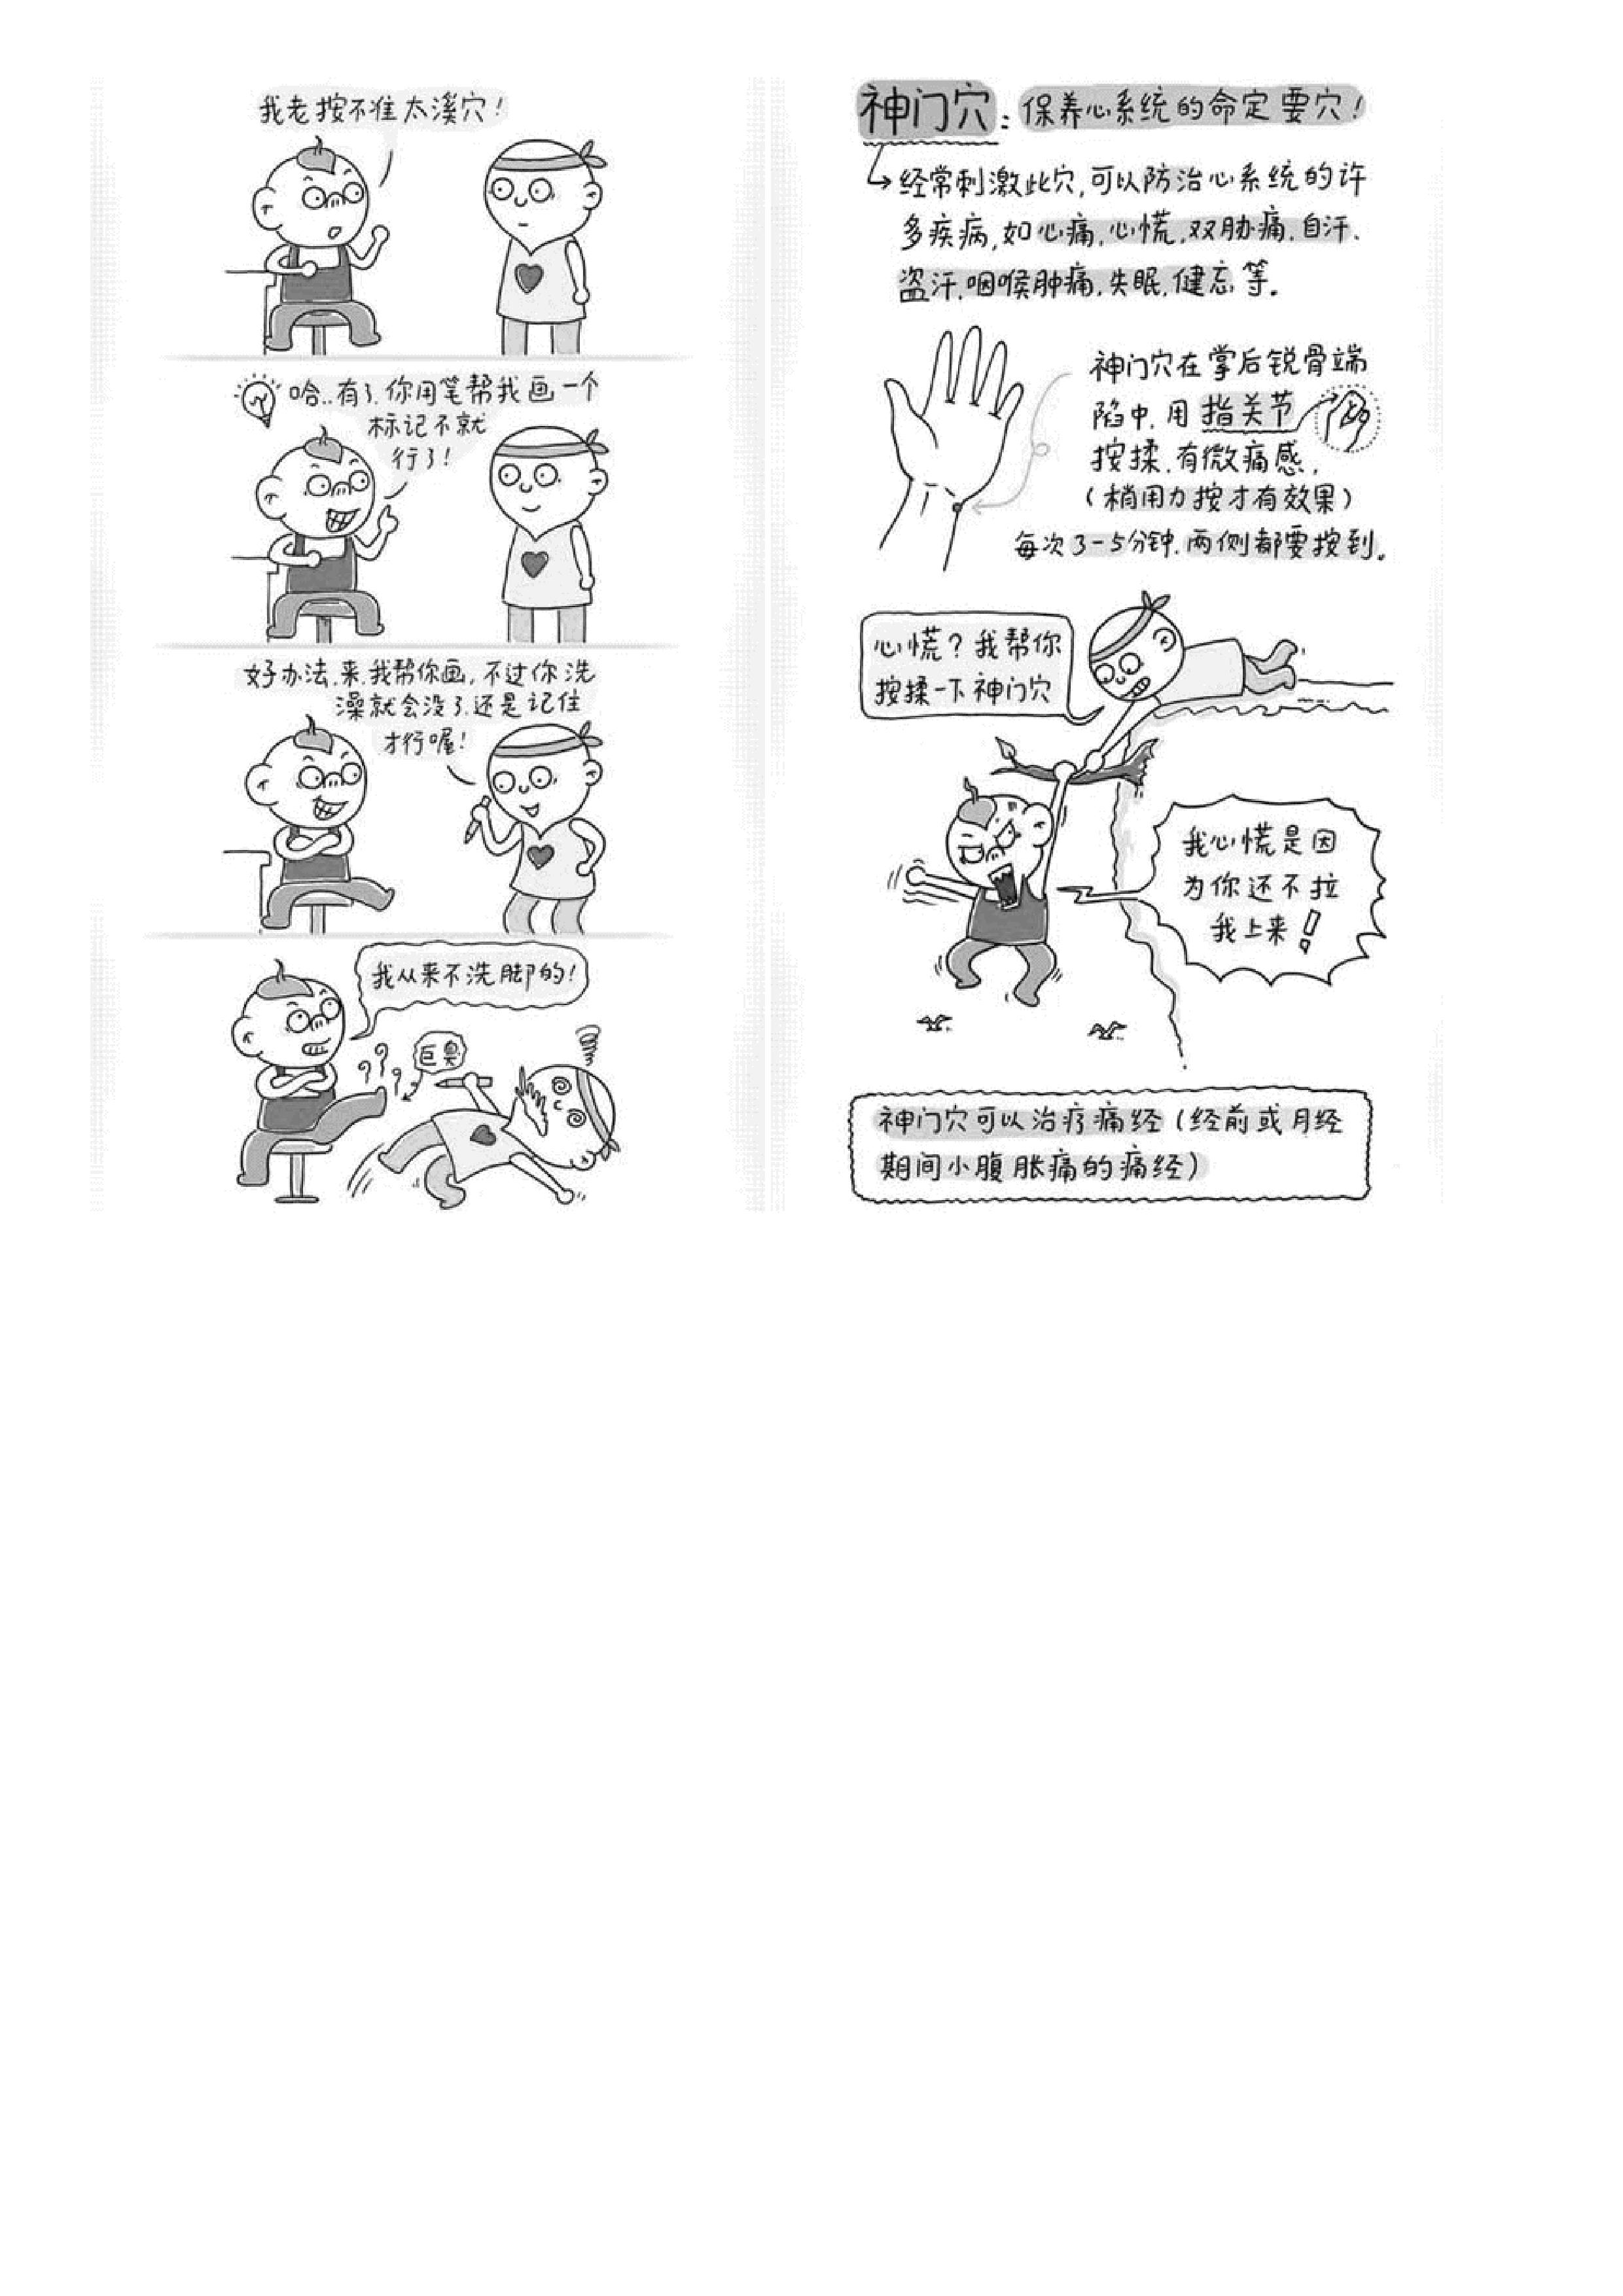 我老按不准太溪穴！
哈..有了.你用笔帮我画一个
标记不就
行了！
好办法.来.我帮你画,不过你洗
澡就会没了.还是记住
才行喔！
我从来不洗脚的！
巨臭
神门穴：保养心系统的命定要穴！
经常刺激此穴,可以防治心系统的许
多疾病,如心痛,心慌,双胁痛.自汗.
盗汗.咽喉肿痛.失眠.健忘等.
神门穴在掌后锐骨端
陷中.用指关节
按揉.有微痛感.
（稍用力按才有效果）
每次3-5分钟.两侧都要按到.
心慌？我帮你
按揉一下神门穴
我心慌是因
为你还不拉
我上来！
神门穴可以治疗痛经（经前或月经
期间小腹胀痛的痛经）